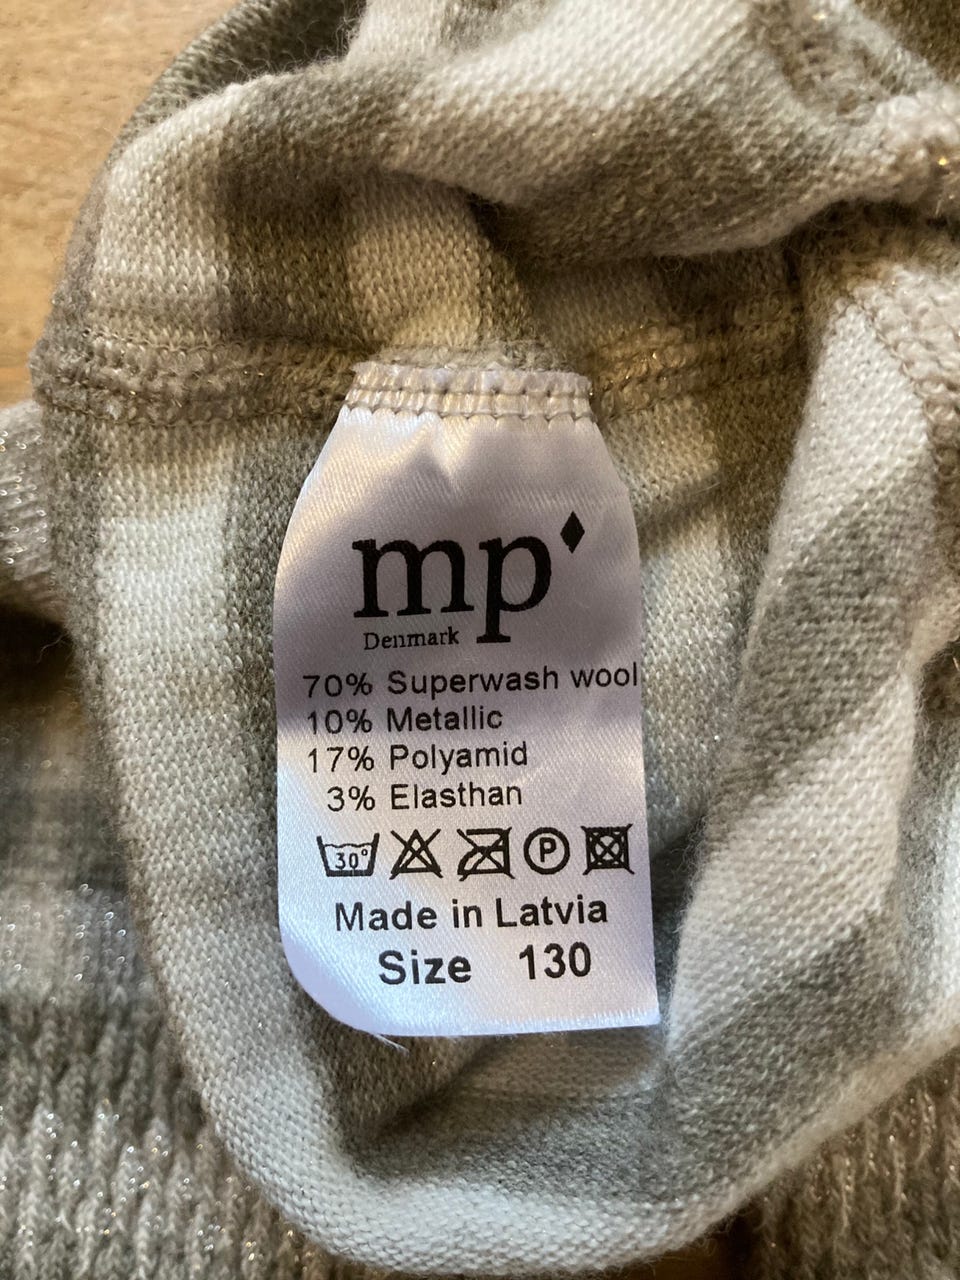 mp
Denmark
70% Superwash wool
10% Metallic
17% Polyamid
3% Elasthan
30° P
Made in Latvia
Size 130